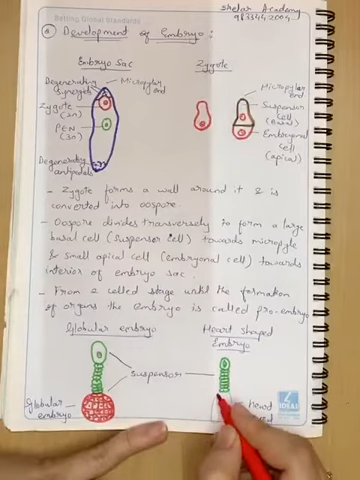 Setting Global Standards
Shelar Academy
9833442004
Development of Embryo:
Embryo Sac
Zygote
Degenerating synergids
Micropylar end
Zygote (2n)
PEN (3n)
Degenerating antipodals
Micropylar end
Suspensor cell (Basal)
Embryonal cell (apical)
- Zygote forms a wall around it & is
converted into oospore.
- Oospore divides transversely to form a large
basal cell (suspensor cell) towards micropyle
& small apical cell (embryonal cell) towards
interior of embryo sac.
- From 2 celled stage until the formation
of organs the embryo is called pro-embryo
Globular embryo
Heart shaped
Embryo
Suspensor
Globular
embryo
IDEAL